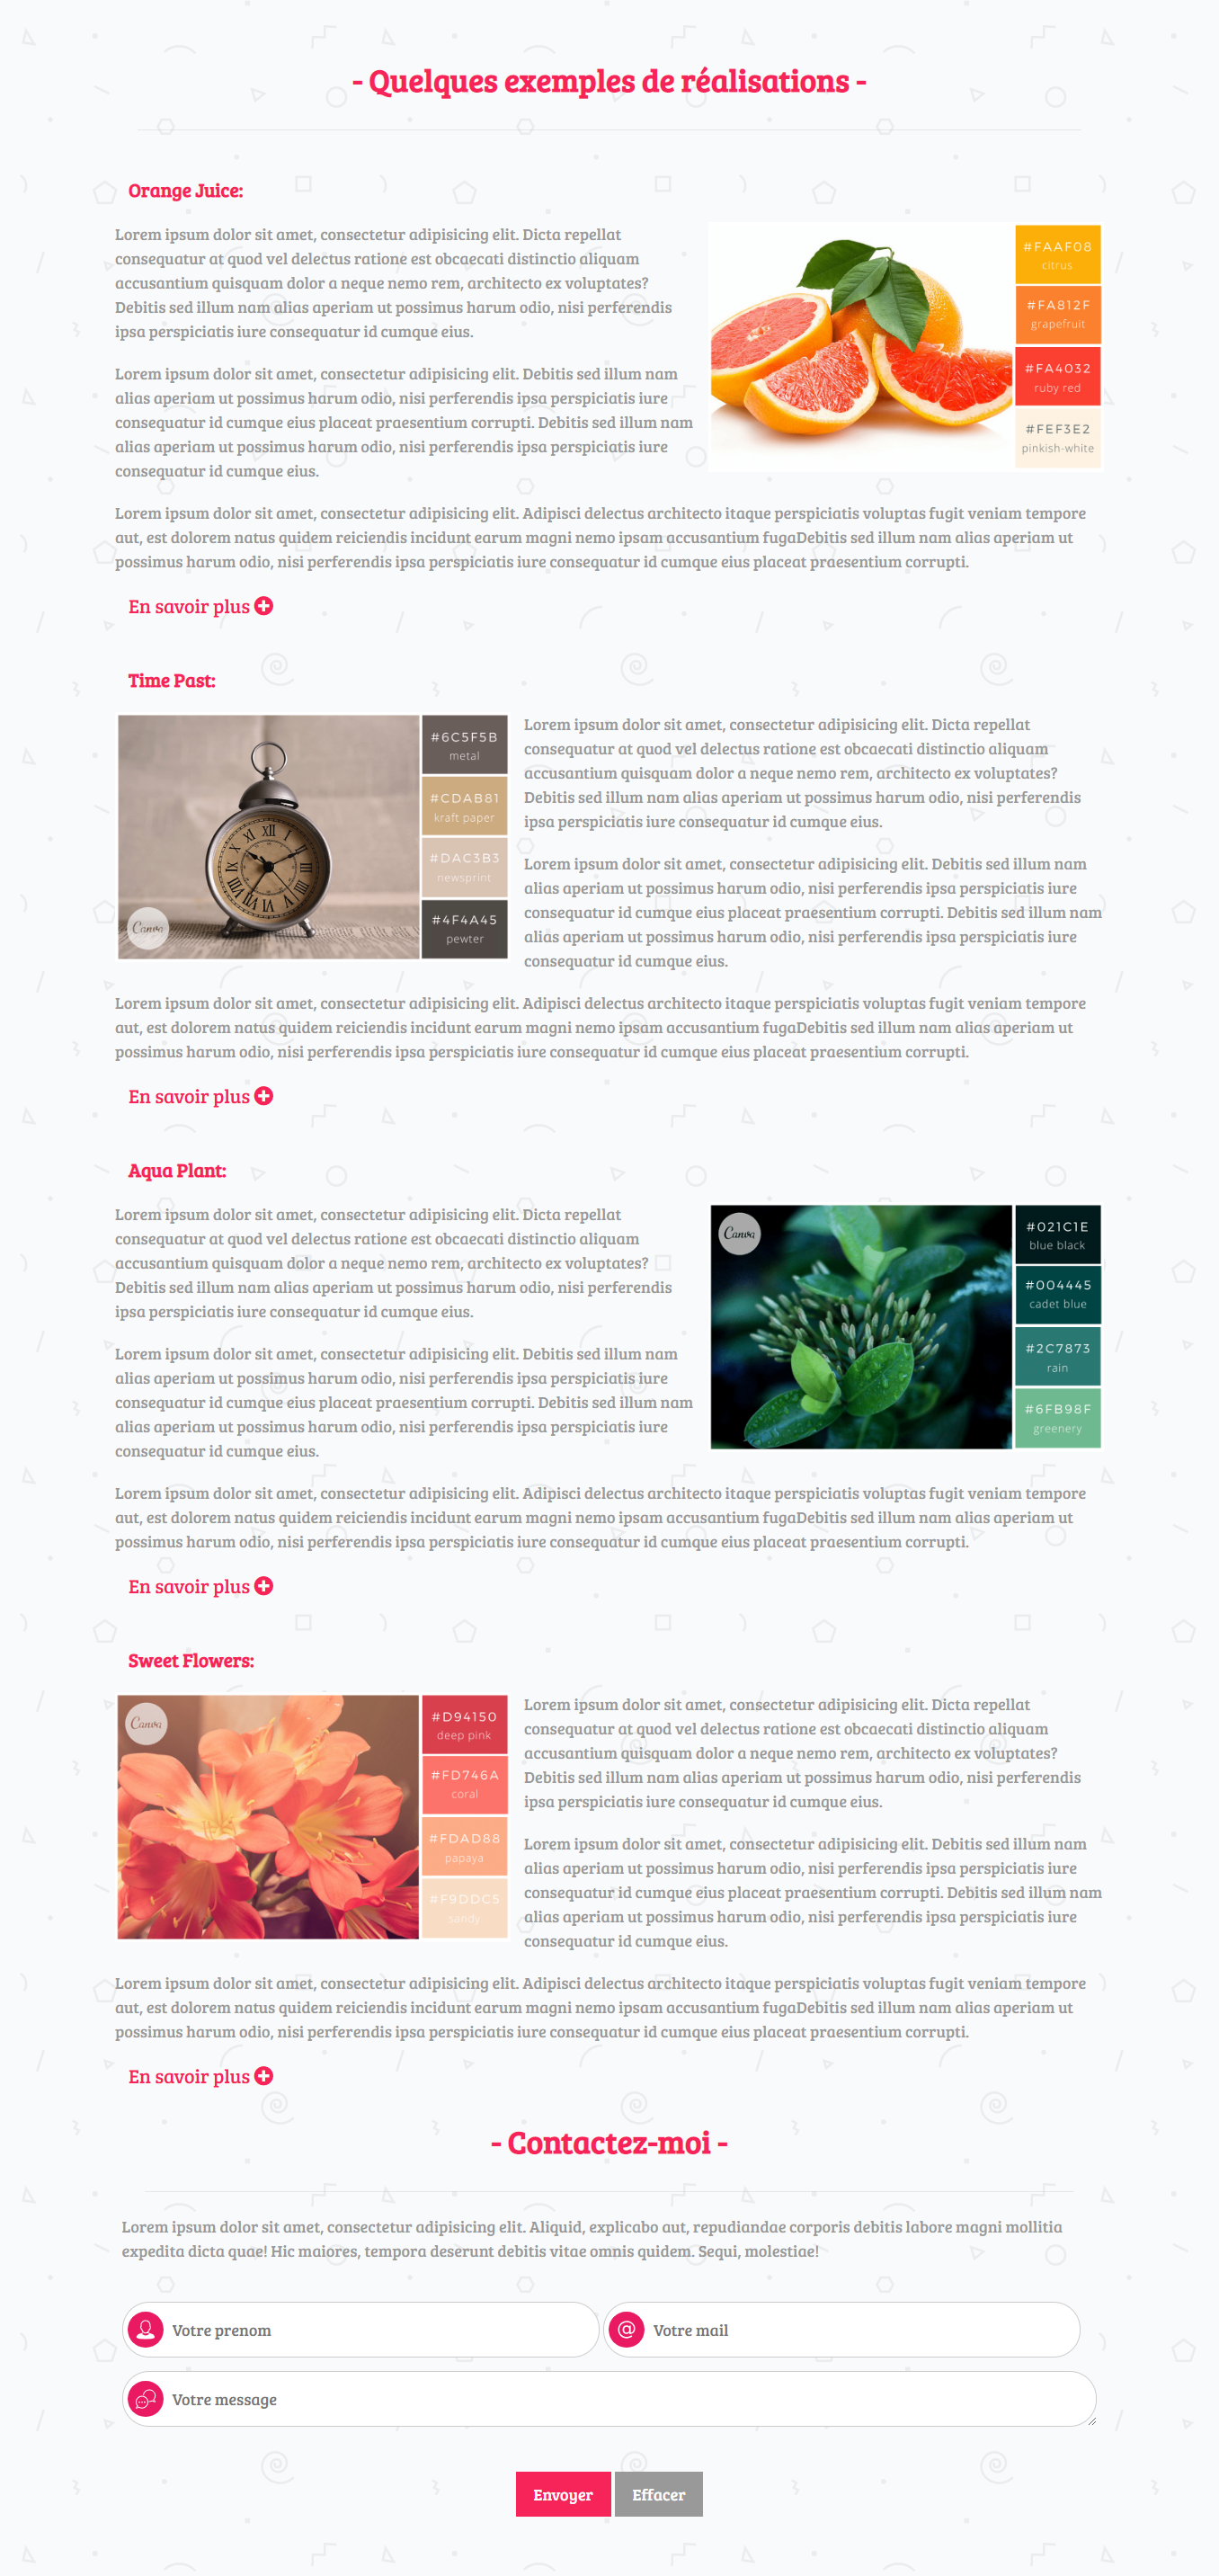 - Quelques exemples de réalisations -
Orange Juice:
Lorem ipsum dolor sit amet, consectetur adipisicing elit. Dicta repellat
consequatur at quod vel delectus ratione est obcaecati distinctio aliquam
accusantium quisquam dolor a neque nemo rem, architecto ex voluptates?
Debitis sed illum nam alias aperiam ut possimus harum odio, nisi perferendis
ipsa perspiciatis iure consequatur id cumque eius.
Lorem ipsum dolor sit amet, consectetur adipisicing elit. Debitis sed illum nam
alias aperiam ut possimus harum odio, nisi perferendis ipsa perspiciatis iure
consequatur id cumque eius placeat praesentium corrupti. Debitis sed illum nam
alias aperiam ut possimus harum odio, nisi perferendis ipsa perspiciatis iure
consequatur id cumque eius.
#FAAF08
citrus
#FA812F
grapefruit
#FA4032
ruby red
#FEF3E2
pinkish-white
Lorem ipsum dolor sit amet, consectetur adipisicing elit. Adipisci delectus architecto itaque perspiciatis voluptas fugit veniam tempore
aut, est dolorem natus quidem reiciendis incidunt earum magni nemo ipsam accusantium fugaDebitis sed illum nam alias aperiam ut
possimus harum odio, nisi perferendis ipsa perspiciatis iure consequatur id cumque eius placeat praesentium corrupti.
En savoir plus
Time Past:
Canva
#6C5F5B
metal
#CDAB81
kraft paper
#DAC3B3
newsprint
#4F4A45
pewter
Lorem ipsum dolor sit amet, consectetur adipisicing elit. Dicta repellat
consequatur at quod vel delectus ratione est obcaecati distinctio aliquam
accusantium quisquam dolor a neque nemo rem, architecto ex voluptates?
Debitis sed illum nam alias aperiam ut possimus harum odio, nisi perferendis
ipsa perspiciatis iure consequatur id cumque eius.
Lorem ipsum dolor sit amet, consectetur adipisicing elit. Debitis sed illum nam
alias aperiam ut possimus harum odio, nisi perferendis ipsa perspiciatis iure
consequatur id cumque eius placeat praesentium corrupti. Debitis sed illum nam
alias aperiam ut possimus harum odio, nisi perferendis ipsa perspiciatis iure
consequatur id cumque eius.
Lorem ipsum dolor sit amet, consectetur adipisicing elit. Adipisci delectus architecto itaque perspiciatis voluptas fugit veniam tempore
aut, est dolorem natus quidem reiciendis incidunt earum magni nemo ipsam accusantium fugaDebitis sed illum nam alias aperiam ut
possimus harum odio, nisi perferendis ipsa perspiciatis iure consequatur id cumque eius placeat praesentium corrupti.
En savoir plus
Aqua Plant:
Lorem ipsum dolor sit amet, consectetur adipisicing elit. Dicta repellat
consequatur at quod vel delectus ratione est obcaecati distinctio aliquam
accusantium quisquam dolor a neque nemo rem, architecto ex voluptates?
Debitis sed illum nam alias aperiam ut possimus harum odio, nisi perferendis
ipsa perspiciatis iure consequatur id cumque eius.
Lorem ipsum dolor sit amet, consectetur adipisicing elit. Debitis sed illum nam
alias aperiam ut possimus harum odio, nisi perferendis ipsa perspiciatis iure
consequatur id cumque eius placeat praesentium corrupti. Debitis sed illum nam
alias aperiam ut possimus harum odio, nisi perferendis ipsa perspiciatis iure
consequatur id cumque eius.
Canva
#021C1E
blue black
#004445
cadet blue
#2C7873
rain
#6FB98F
greenery
Lorem ipsum dolor sit amet, consectetur adipisicing elit. Adipisci delectus architecto itaque perspiciatis voluptas fugit veniam tempore
aut, est dolorem natus quidem reiciendis incidunt earum magni nemo ipsam accusantium fugaDebitis sed illum nam alias aperiam ut
possimus harum odio, nisi perferendis ipsa perspiciatis iure consequatur id cumque eius placeat praesentium corrupti.
En savoir plus
Sweet Flowers:
Canva
#D94150
deep pink
#FD746A
coral
#FDAD88
papaya
#F9DDC5
sandy
Lorem ipsum dolor sit amet, consectetur adipisicing elit. Dicta repellat
consequatur at quod vel delectus ratione est obcaecati distinctio aliquam
accusantium quisquam dolor a neque nemo rem, architecto ex voluptates?
Debitis sed illum nam alias aperiam ut possimus harum odio, nisi perferendis
ipsa perspiciatis iure consequatur id cumque eius.
Lorem ipsum dolor sit amet, consectetur adipisicing elit. Debitis sed illum nam
alias aperiam ut possimus harum odio, nisi perferendis ipsa perspiciatis iure
consequatur id cumque eius placeat praesentium corrupti. Debitis sed illum nam
alias aperiam ut possimus harum odio, nisi perferendis ipsa perspiciatis iure
consequatur id cumque eius.
Lorem ipsum dolor sit amet, consectetur adipisicing elit. Adipisci delectus architecto itaque perspiciatis voluptas fugit veniam tempore
aut, est dolorem natus quidem reiciendis incidunt earum magni nemo ipsam accusantium fugaDebitis sed illum nam alias aperiam ut
possimus harum odio, nisi perferendis ipsa perspiciatis iure consequatur id cumque eius placeat praesentium corrupti.
En savoir plus
- Contactez-moi -
Lorem ipsum dolor sit amet, consectetur adipisicing elit. Aliquid, explicabo aut, repudiandae corporis debitis labore magni mollitia
expedita dicta quae! Hic maiores, tempora deserunt debitis vitae omnis quidem. Sequi, molestiae!
Votre prenom
@ Votre mail
Votre message
Envoyer
Effacer